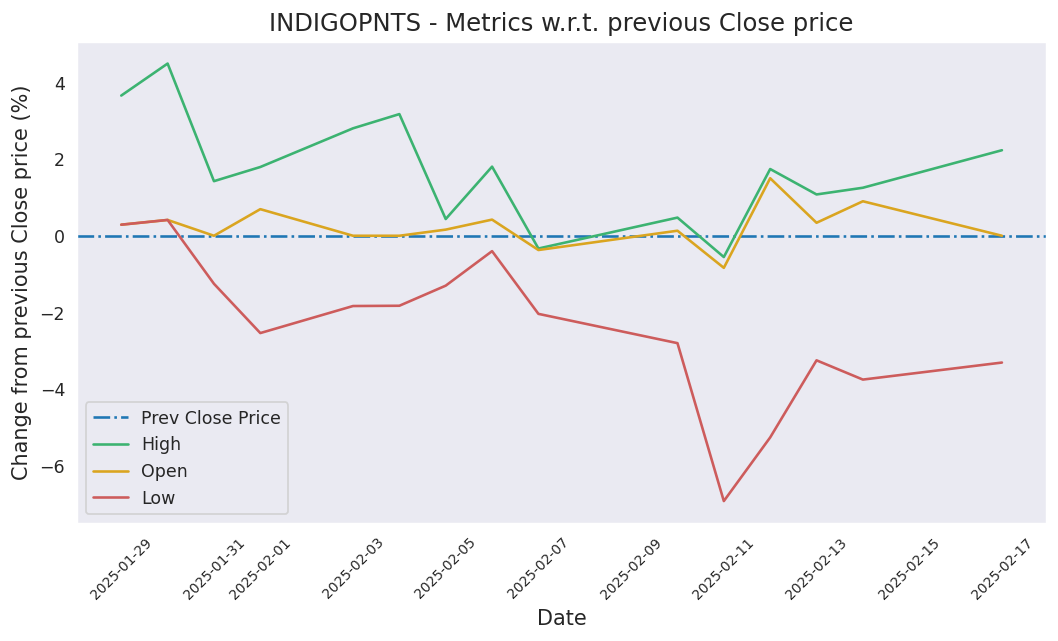 INDIGOPNTS - Metrics w.r.t. previous Close price
Change from previous Close price (%)
4
2
0
−2
−4
−6
Prev Close Price
High
Open
Low
2025-01-29
2025-01-31
2025-02-01
2025-02-03
2025-02-05
2025-02-07
2025-02-09
2025-02-11
2025-02-13
2025-02-15
2025-02-17
Date